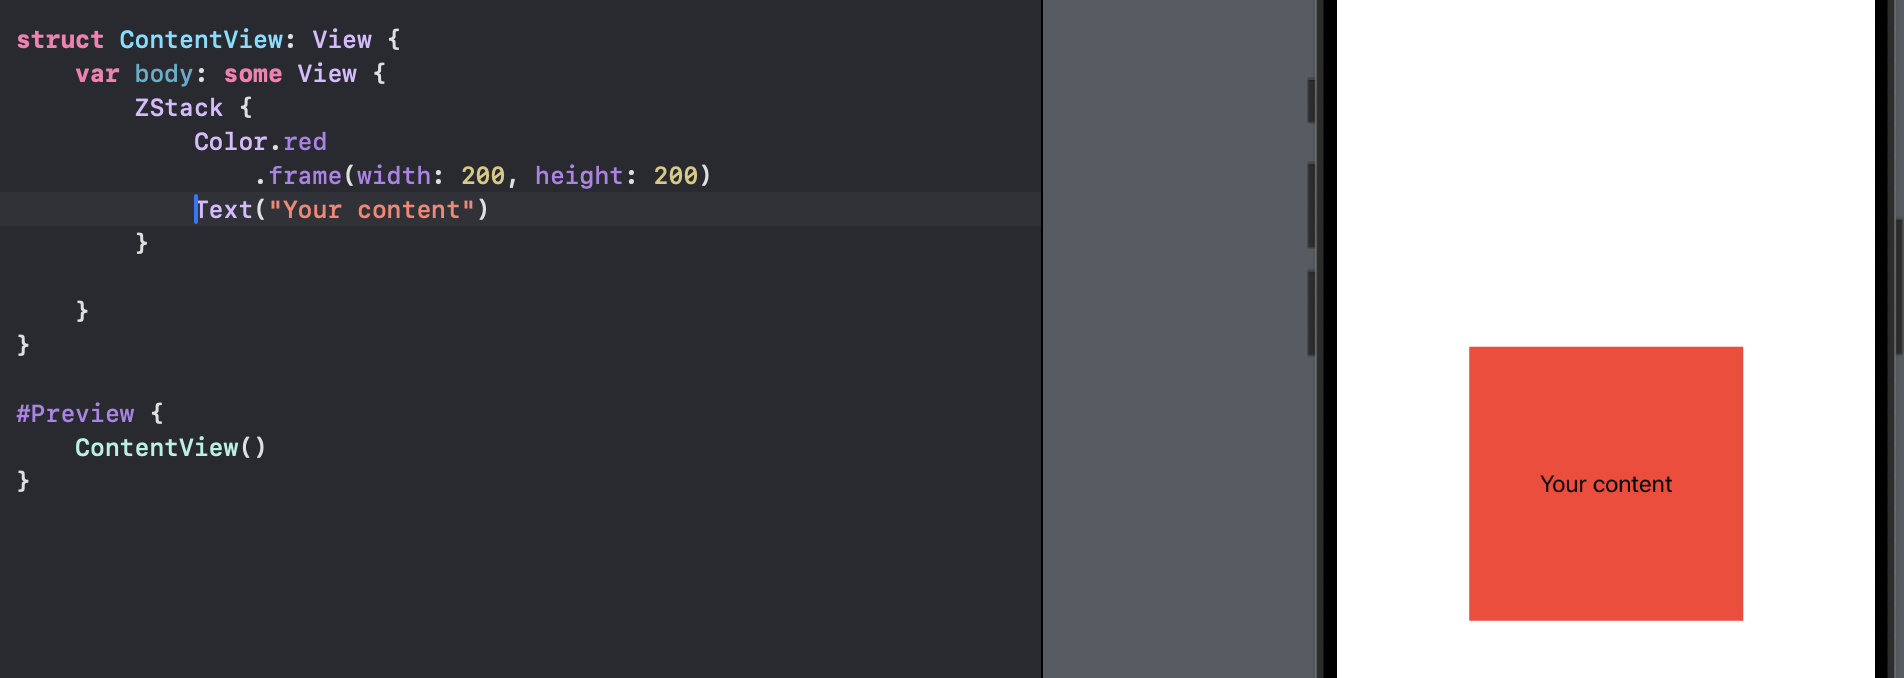 struct ContentView: View {
    var body: some View {
        ZStack {
            Color.red
                .frame(width: 200, height: 200)
            Text("Your content")
        }

    }
}

#Preview {
    ContentView()
}
Your content